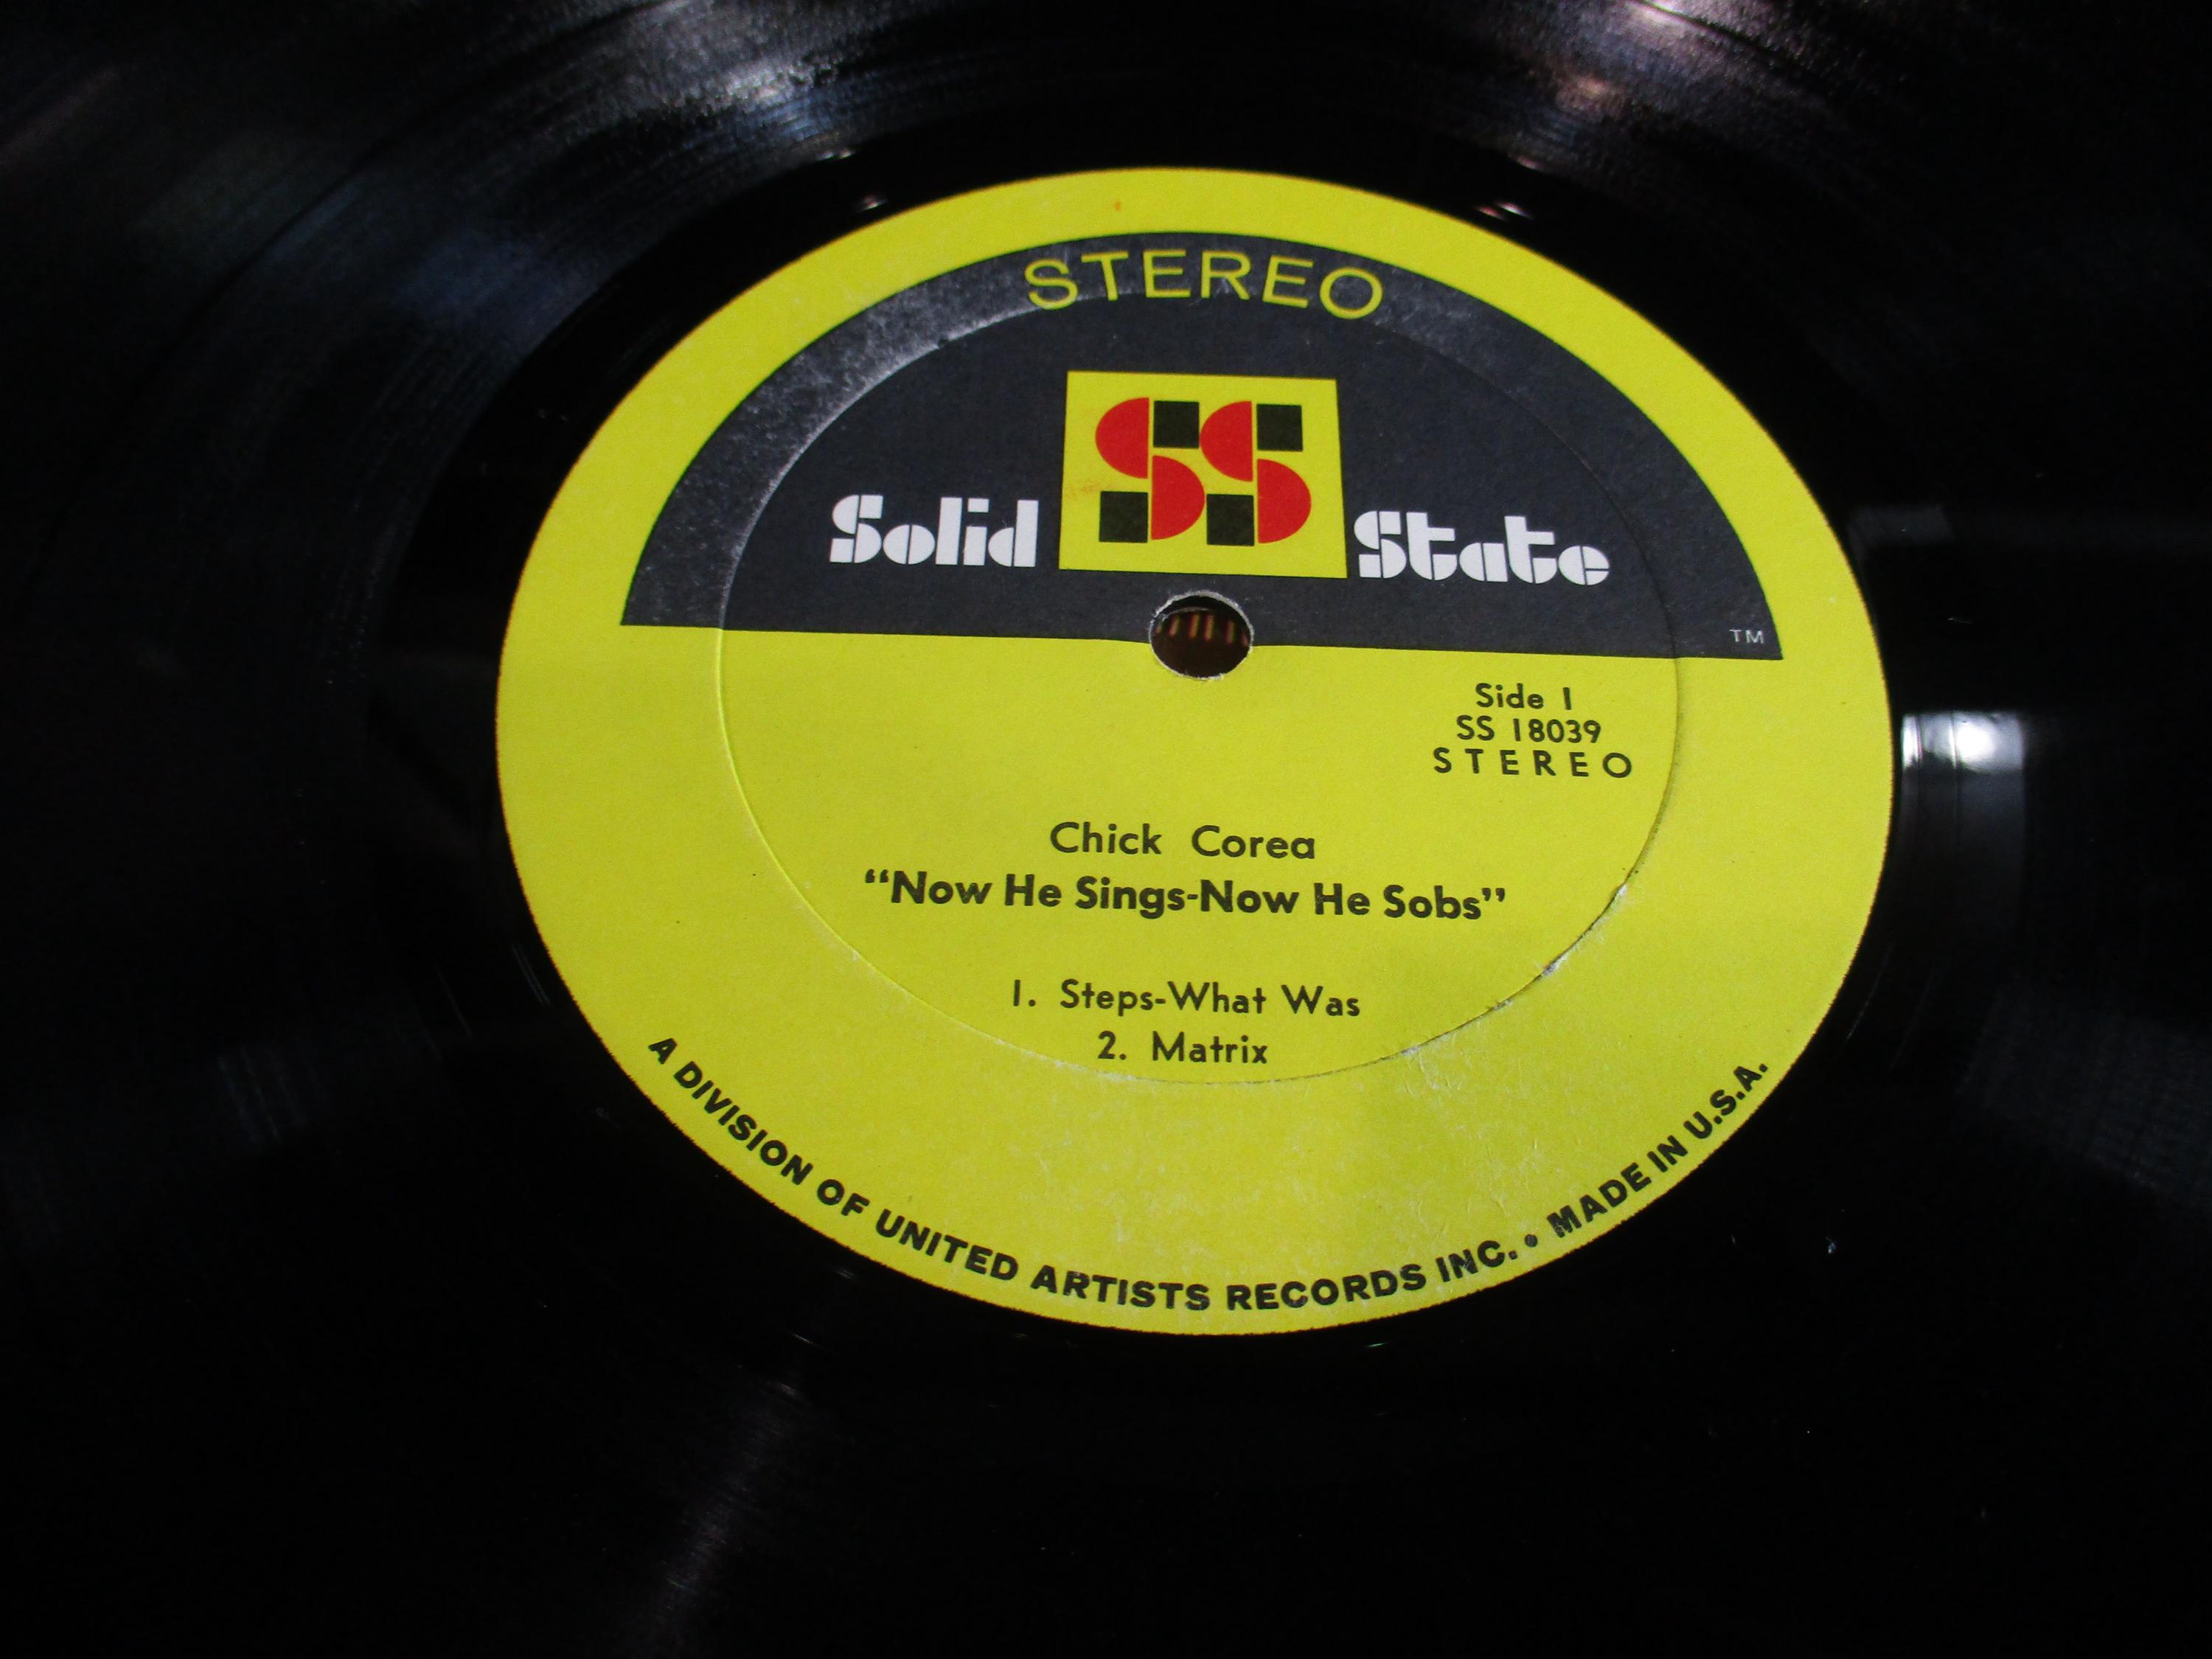 STEREO
SS
Solid State
TM
Side 1
SS 18039
STEREO
Chick Corea
“Now He Sings-Now He Sobs”
1. Steps-What Was
2. Matrix
A DIVISION OF UNITED ARTISTS RECORDS INC. • MADE IN U.S.A.